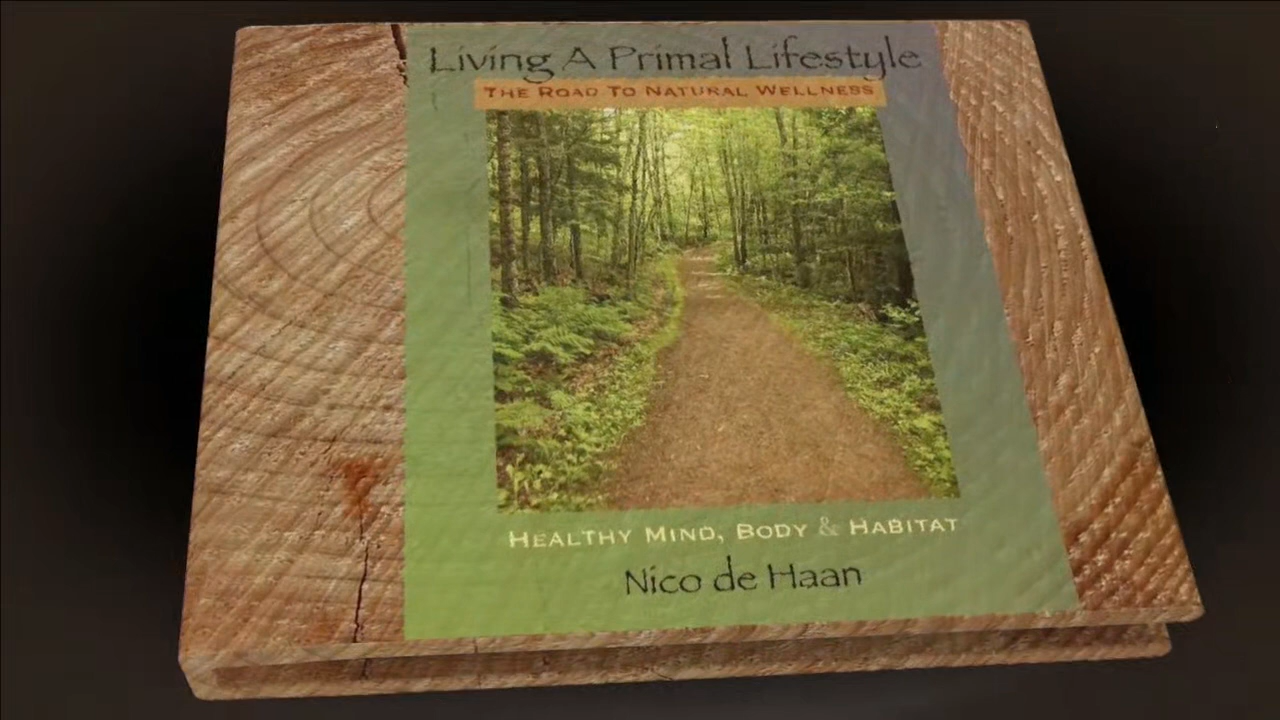 Living A Primal Lifestyle
THE ROAD TO NATURAL WELLNESS
HEALTHY MIND, BODY & HABITAT
Nico de Haan